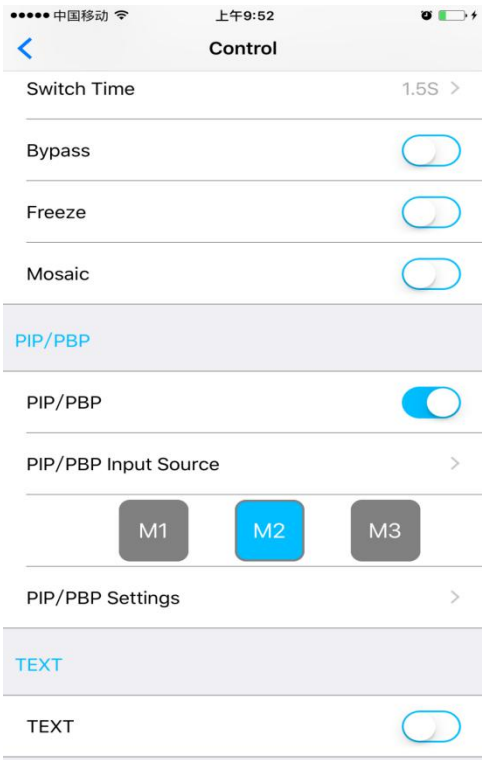 中国移动 上午9:52
Control
Switch Time 1.5S
Bypass
Freeze
Mosaic
PIP/PBP
PIP/PBP
PIP/PBP Input Source
M1 M2 M3
PIP/PBP Settings
TEXT
TEXT